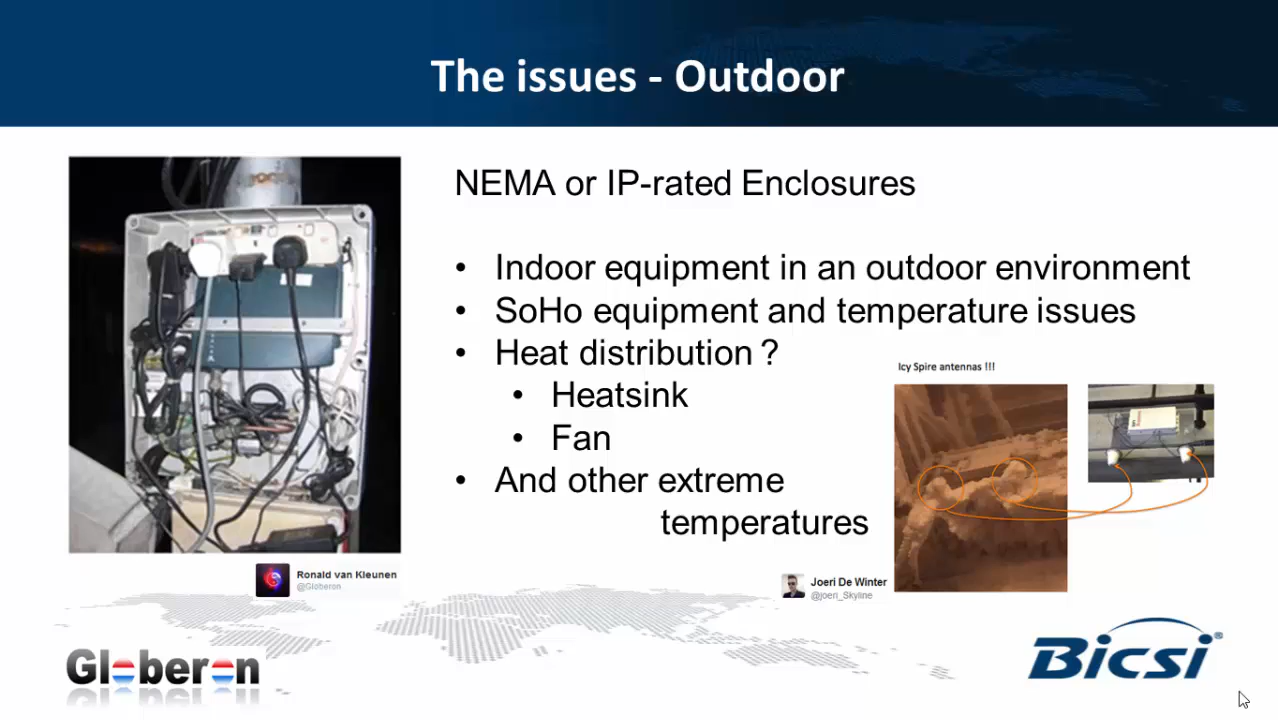 The issues - Outdoor
NEMA or IP-rated Enclosures
• Indoor equipment in an outdoor environment
• SoHo equipment and temperature issues
• Heat distribution ?
• Heatsink
• Fan
• And other extreme
temperatures
Icy Spire antennas !!!
Ronald van Kleunen
@Globeron
Joeri De Winter
@joeri_Skyline
Globeron
Bicsi®